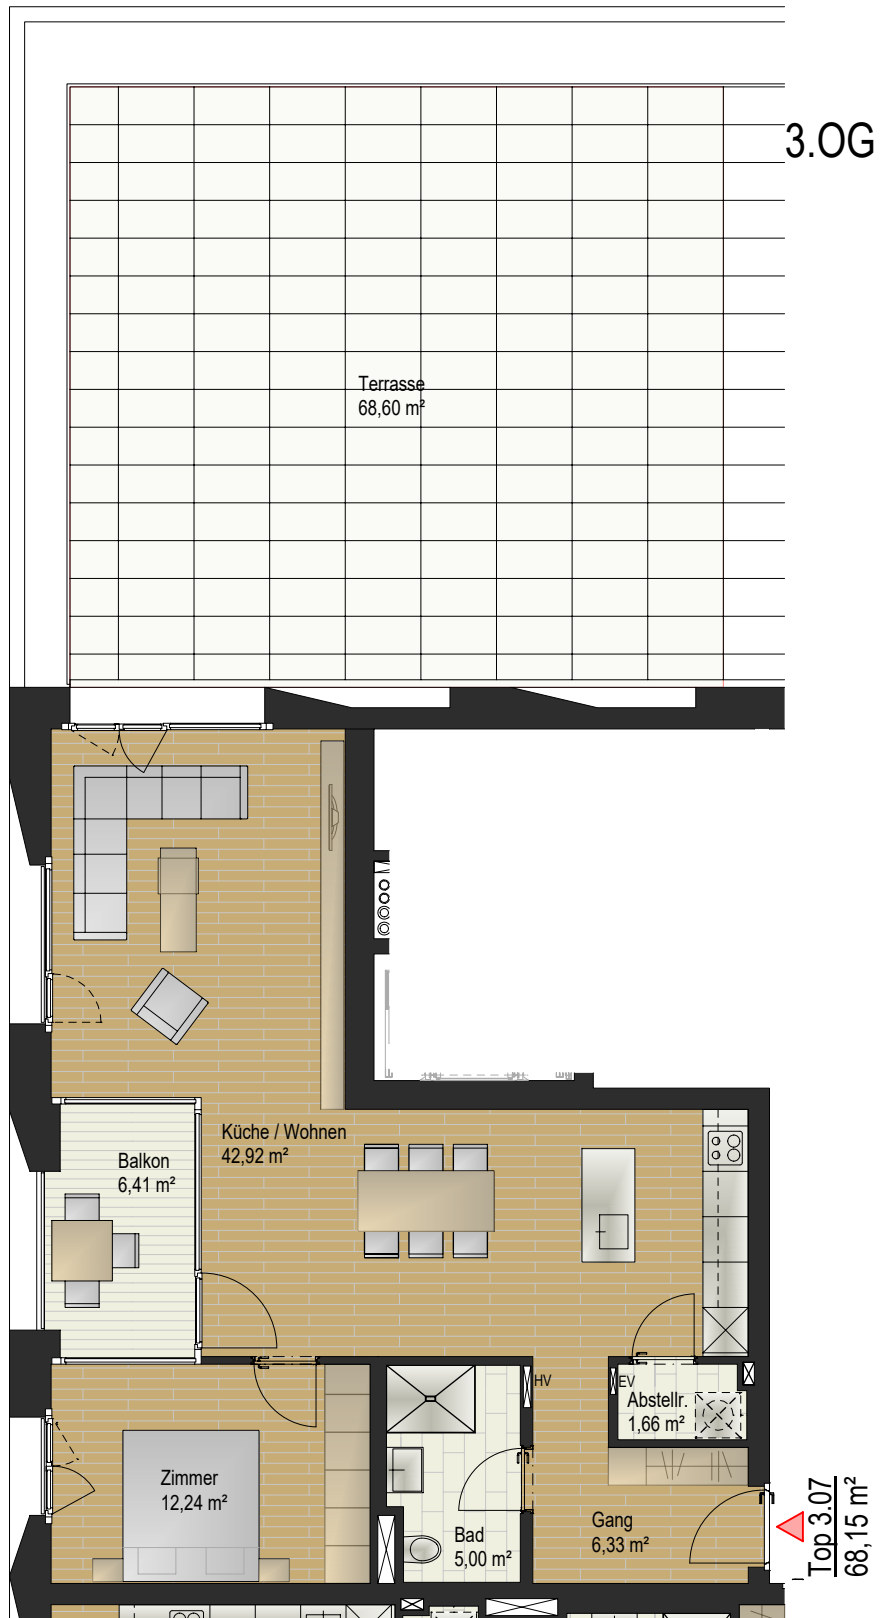 3.OG
Terrasse
68,60 m²
Küche / Wohnen
42,92 m²
Balkon
6,41 m²
HV
EV
Abstellr.
1,66 m²
Zimmer
12,24 m²
Bad
5,00 m²
Gang
6,33 m²
Top 3.07
68,15 m²